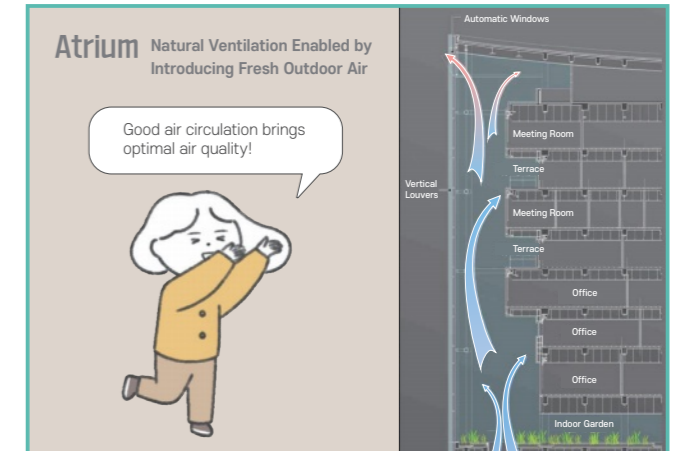 Atrium
Natural Ventilation Enabled by
Introducing Fresh Outdoor Air
Good air circulation brings
optimal air quality!
Automatic Windows
Meeting Room
Terrace
Vertical
Louvers
Meeting Room
Terrace
Office
Office
Office
Indoor Garden